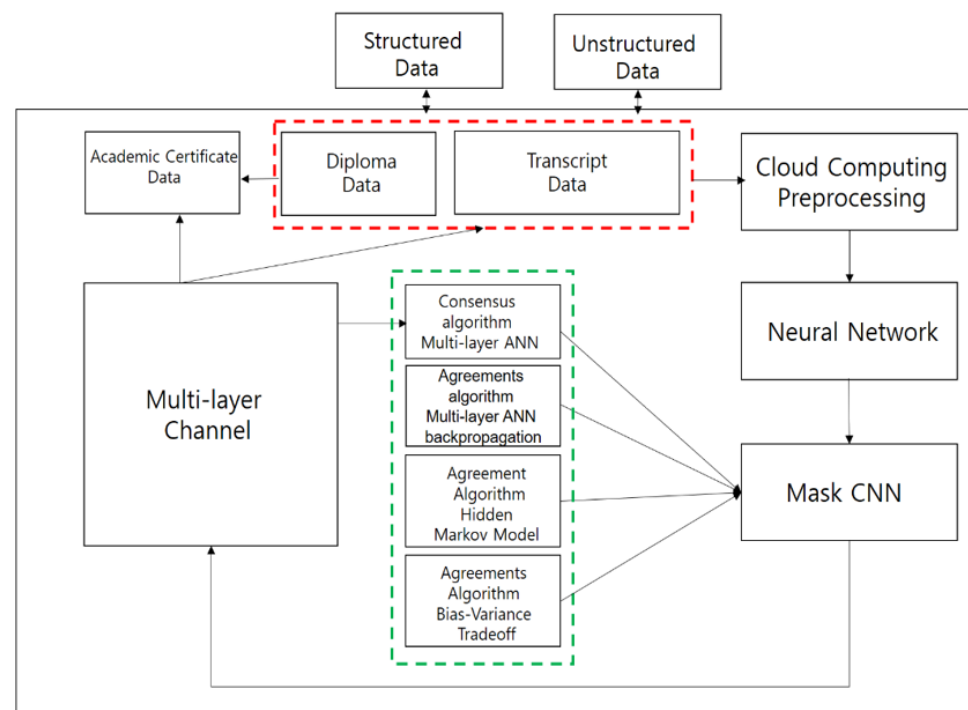 Structured
Data
Unstructured
Data
Academic Certificate
Data
Diploma
Data
Transcript
Data
Cloud Computing
Preprocessing
Neural Network
Mask CNN
Multi-layer
Channel
Consensus
algorithm
Multi-layer ANN
Agreements
algorithm
Multi-layer ANN
backpropagation
Agreement
Algorithm
Hidden
Markov Model
Agreements
Algorithm
Bias-Variance
Tradeoff